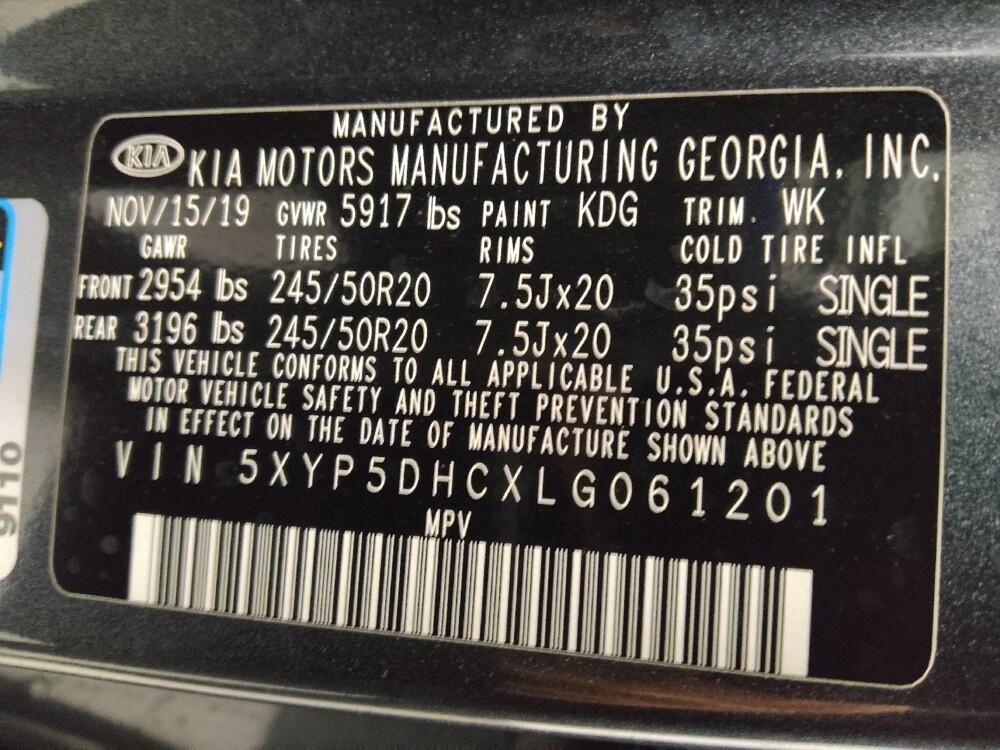 MANUFACTURED BY
KIA KIA MOTORS MANUFACTURING GEORGIA, INC.
NOV/15/19 GVWR 5917 lbs PAINT KDG TRIM WK
GAWR TIRES RIMS COLD TIRE INFL
FRONT 2954 lbs 245/50R20 7.5Jx20 35psi SINGLE
REAR 3196 lbs 245/50R20 7.5Jx20 35psi SINGLE
THIS VEHICLE CONFORMS TO ALL APPLICABLE U.S.A. FEDERAL
MOTOR VEHICLE SAFETY AND THEFT PREVENTION STANDARDS
IN EFFECT ON THE DATE OF MANUFACTURE SHOWN ABOVE
VIN 5XYP5DHCXLG061201
MPV
9110